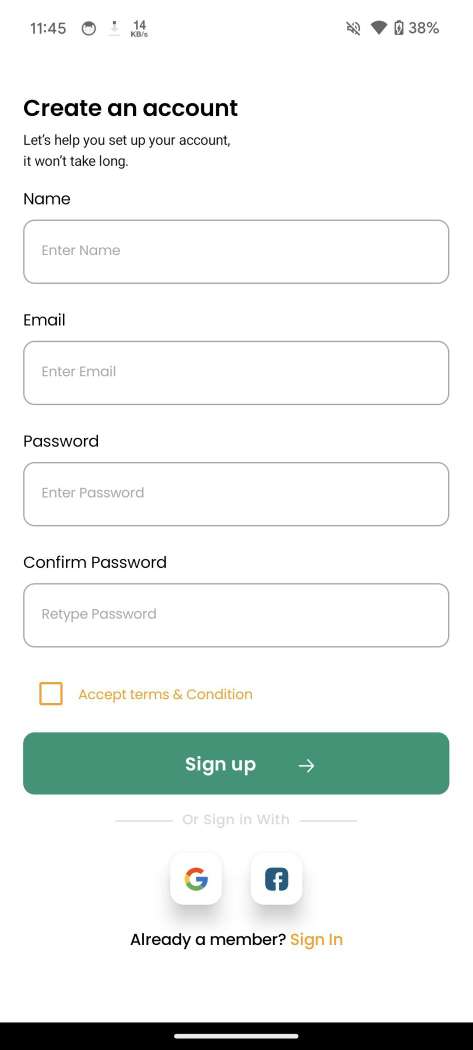 11:45 14 KB/s 38%
Create an account
Let's help you set up your account,
it won't take long.
Name
Enter Name
Email
Enter Email
Password
Enter Password
Confirm Password
Retype Password
Accept terms & Condition
Sign up
Or Sign in With
Already a member? Sign In